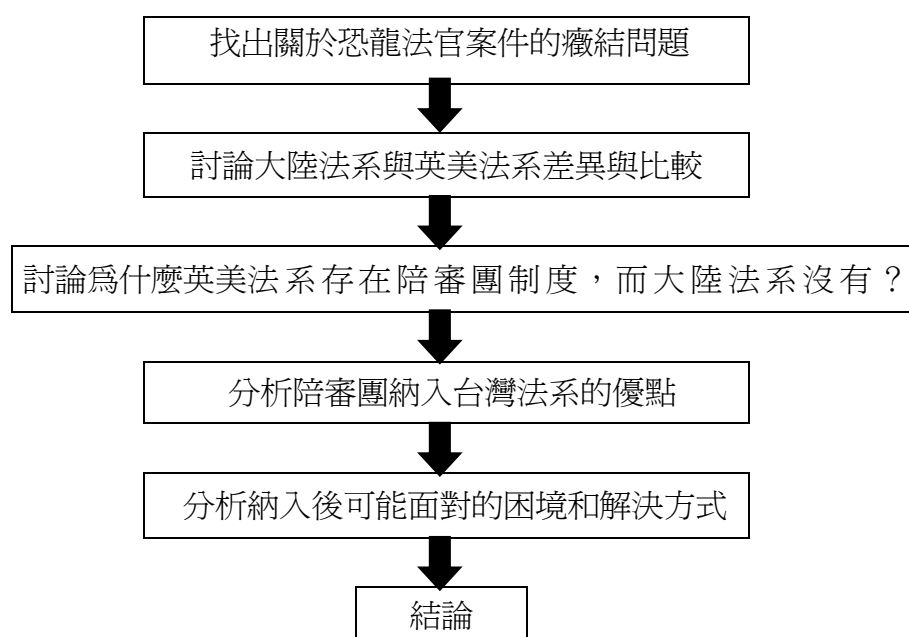 找出關於恐龍法官案件的癥結問題
討論大陸法系與英美法系差異與比較
討論為什麼英美法系存在陪審團制度，而大陸法系沒有？
分析陪審團納入台灣法系的優點
分析納入後可能面對的困境和解決方式
結論